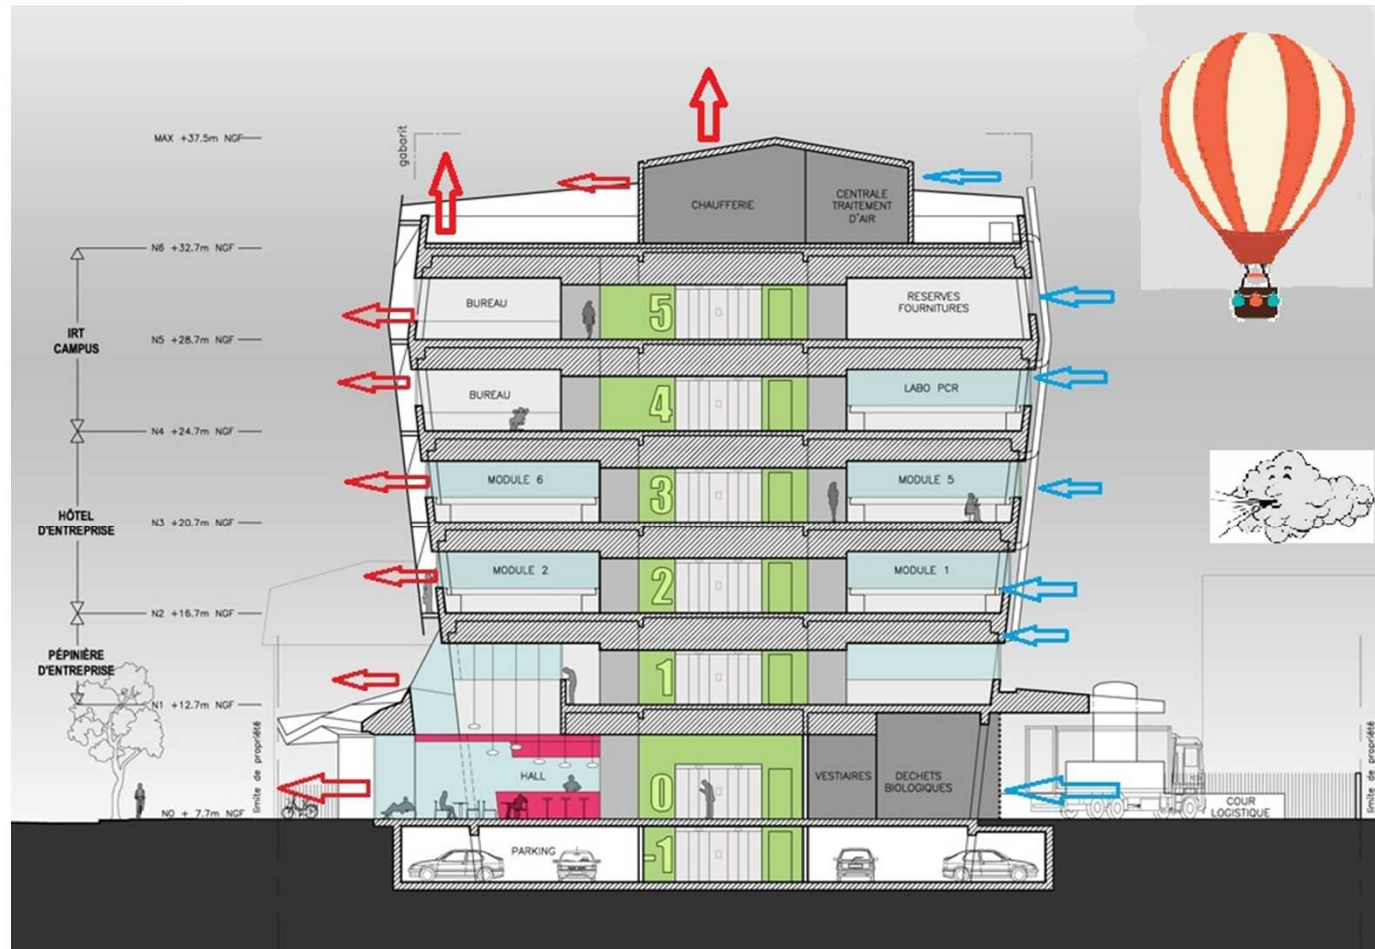 MAX +37.5m NGF
gabarit
CHAUFFERIE
CENTRALE
TRAITEMENT
D'AIR
N6 +32.7m NGF
BUREAU
5
RESERVES
FOURNITURES
IRT
CAMPUS
N5 +28.7m NGF
BUREAU
4
LABO PCR
N4 +24.7m NGF
MODULE 6
3
MODULE 5
HÔTEL
D'ENTREPRISE
N3 +20.7m NGF
MODULE 2
2
MODULE 1
N2 +16.7m NGF
PÉPINIÈRE
D'ENTREPRISE
1
N1 +12.7m NGF
limite de propriété
HALL
0
VESTIAIRES
DECHETS
BIOLOGIQUES
COUR
LOGISTIQUE
limite de propriété
N0 + 7.7m NGF
PARKING
-1